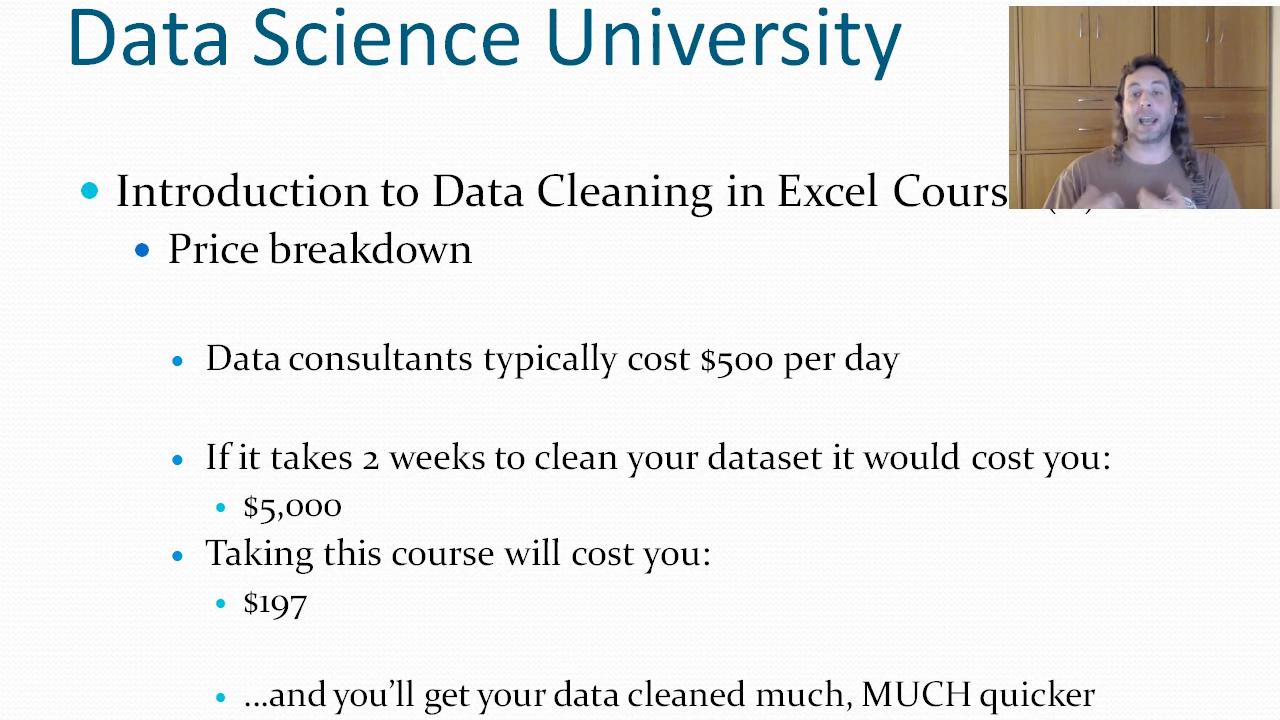 Data Science University
Introduction to Data Cleaning in Excel
Price breakdown
Data consultants typically cost $500 per day
If it takes 2 weeks to clean your dataset it would cost you:
$5,000
Taking this course will cost you:
$197
...and you'll get your data cleaned much, MUCH quicker